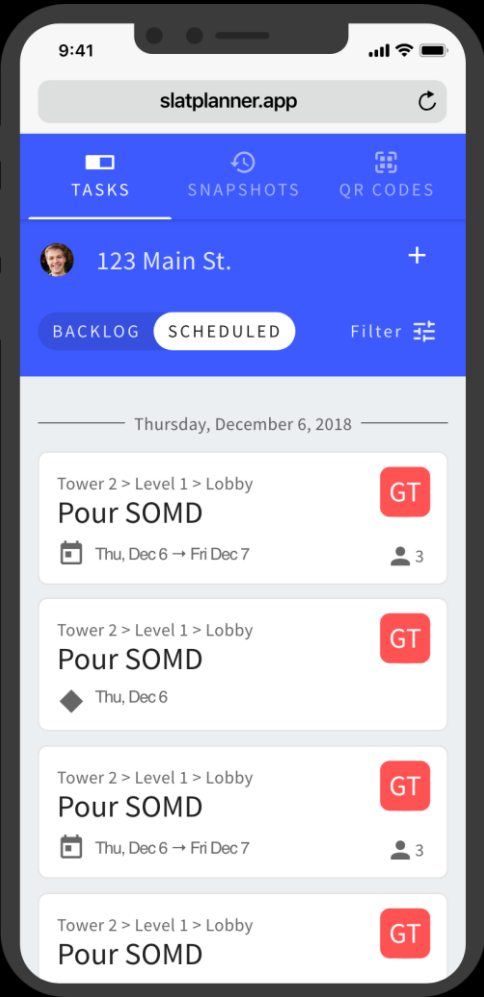 9:41
slatplanner.app
TASKS SNAPSHOTS QR CODES
123 Main St. +
BACKLOG SCHEDULED Filter
Thursday, December 6, 2018
Tower 2 > Level 1 > Lobby
GT
Pour SOMD
Thu, Dec 6 → Fri Dec 7 3
Tower 2 > Level 1 > Lobby
GT
Pour SOMD
Thu, Dec 6
Tower 2 > Level 1 > Lobby
GT
Pour SOMD
Thu, Dec 6 → Fri Dec 7 3
Tower 2 > Level 1 > Lobby
GT
Pour SOMD